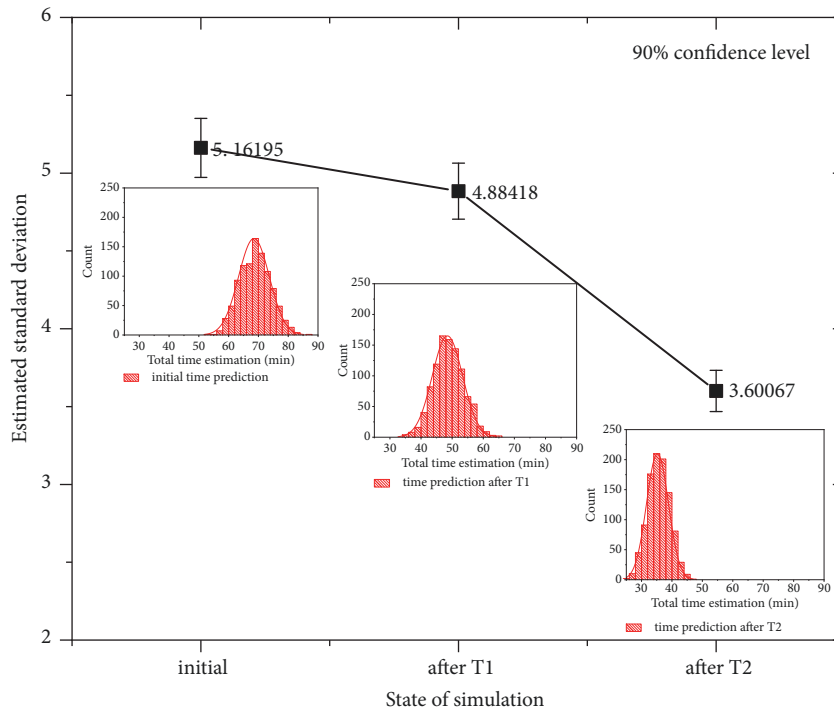 6
90% confidence level
5
5. 16195
4.88418
Estimated standard deviation
250
200
150
100
50
0
Count
30 40 50 60 70 80 90
Total time estimation (min)
initial time prediction
4
250
200
150
100
50
0
Count
30 40 50 60 70 80 90
Total time estimation (min)
time prediction after T1
3.60067
3
250
200
150
100
50
0
Count
30 40 50 60 70 80 90
Total time estimation (min)
time prediction after T2
2
initial after T1 after T2
State of simulation